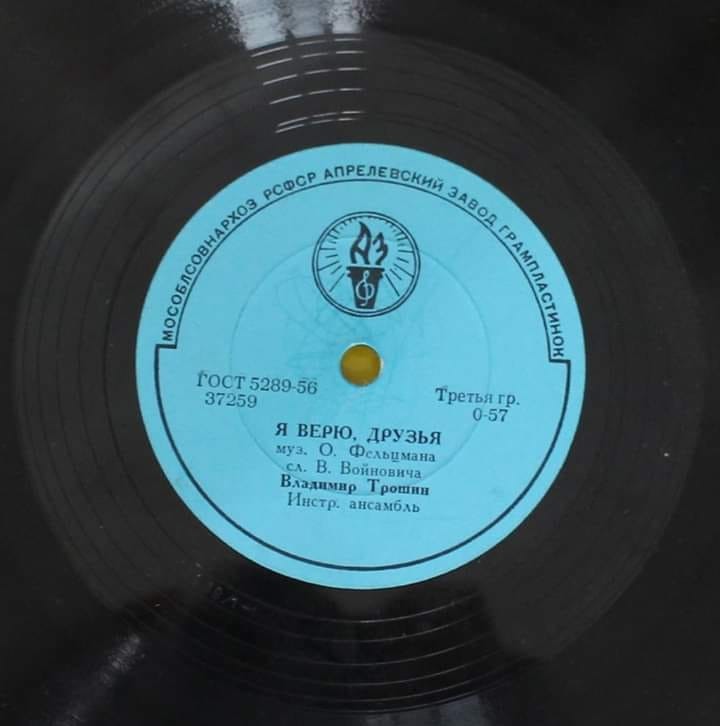 МОСОБЛСОВНАРХОЗ РСФСР АПРЕЛЕВСКИЙ ЗАВОД ГРАМПЛАСТИНОК
АЗ
ГОСТ 5289-56
37259
Третья гр.
0-57
Я ВЕРЮ, ДРУЗЬЯ
муз. О. Фельцмана
сл. В. Войновича
Владимир Трошин
Инстр. ансамбль